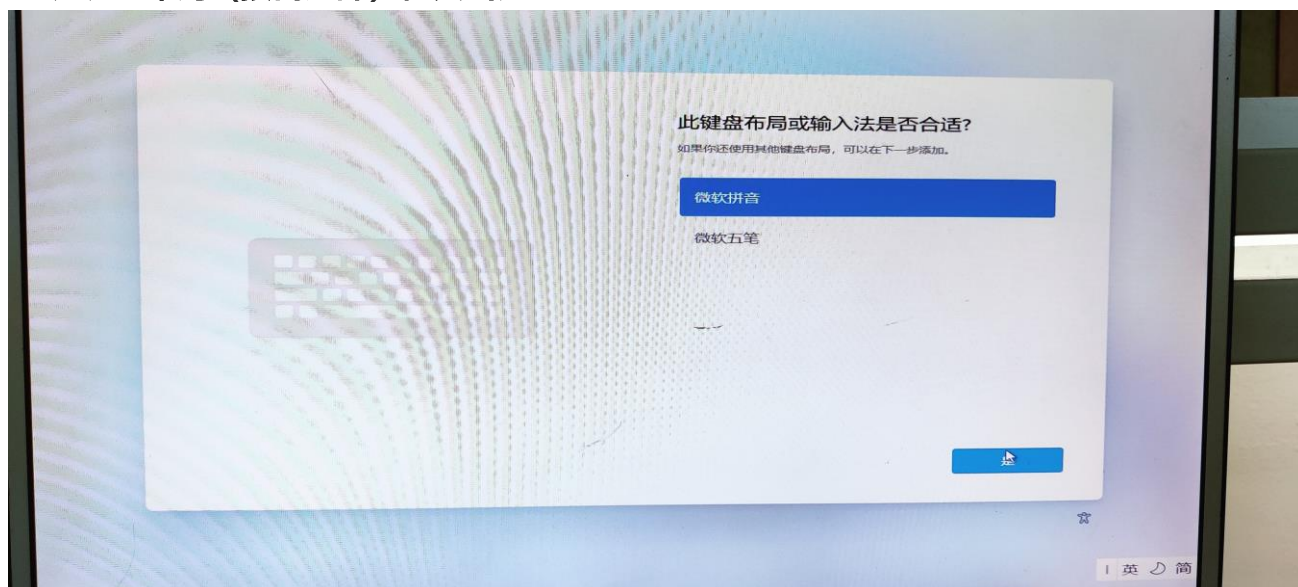 此键盘布局或输入法是否合适?
如果你还使用其他键盘布局，可以在下一步添加。
微软拼音
微软五笔
是
英 简